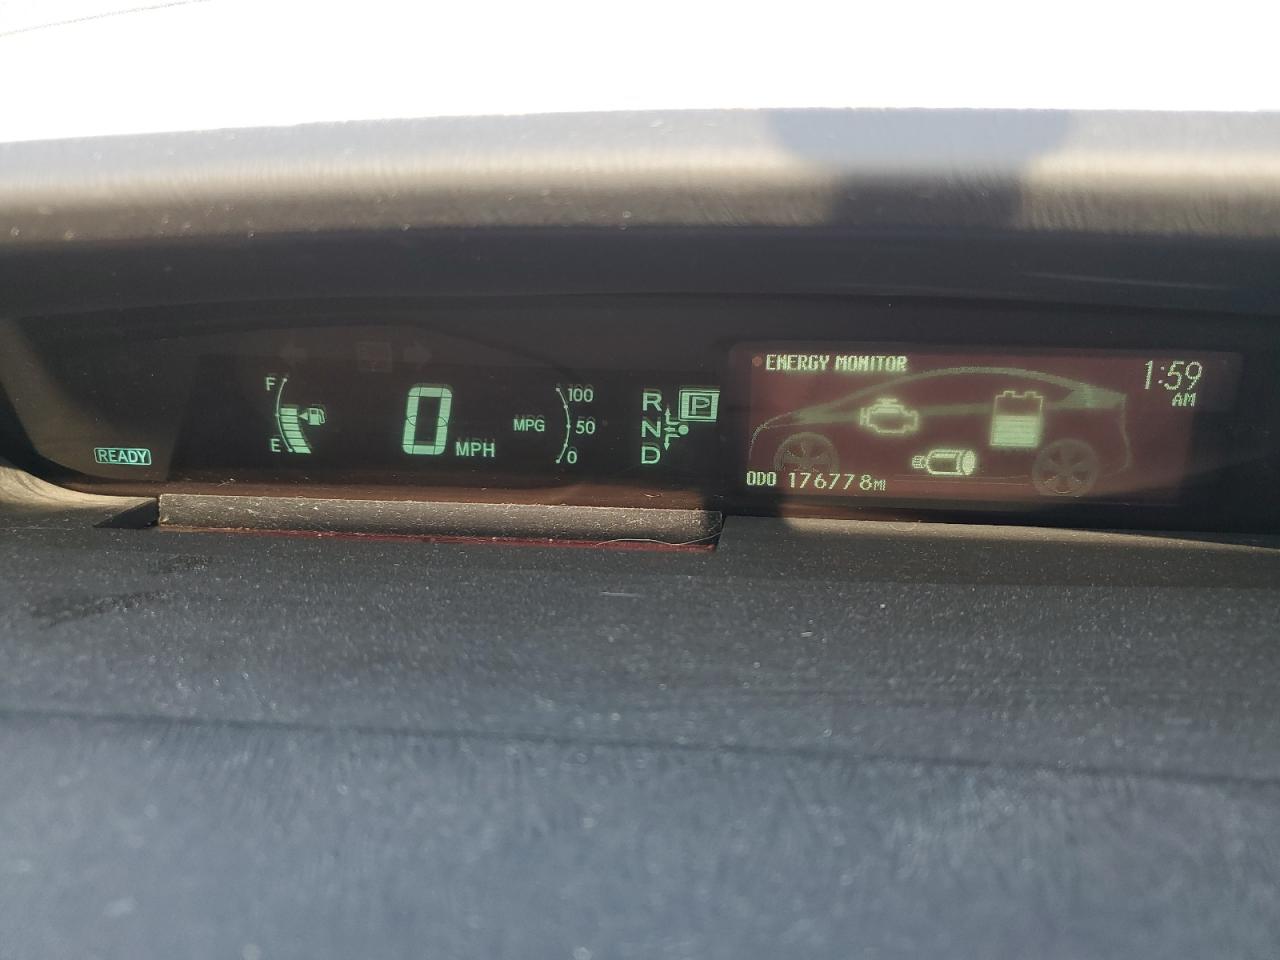 READY
F
E
0 MPH
MPG
100
50
0
R
N
D
P
ENERGY MONITOR
1:59
AM
ODO 176778MI